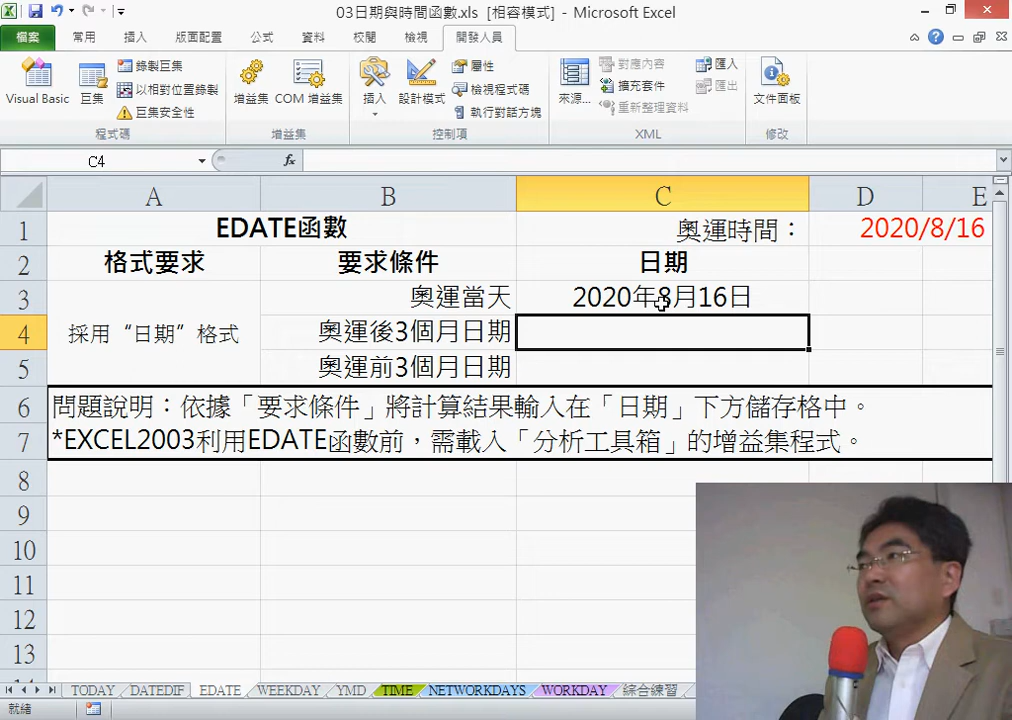 03日期與時間函數.xls [相容模式] - Microsoft Excel
檔案 常用 插入 版面配置 公式 資料 校閱 檢視 開發人員
Visual Basic 巨集 錄製巨集 以相對位置錄製 巨集安全性 程式碼
增益集 COM 增益集 增益集
插入 設計模式 屬性 檢視程式碼 執行對話方塊 控制項
來源... 對應內容 擴充套件 重新整理資料 匯入 匯出 XML
文件面板 修改
C4 fx
A B C D E
1 EDATE函數 奧運時間： 2020/8/16
2 格式要求 要求條件 日期
3 奧運當天 2020年8月16日
採用“日期”格式
4 奧運後3個月日期
5 奧運前3個月日期
6 問題說明：依據「要求條件」將計算結果輸入在「日期」下方儲存格中。
7 *EXCEL2003利用EDATE函數前，需載入「分析工具箱」的增益集程式。
8
9
10
11
12
13
TODAY DATEDIF EDATE WEEKDAY YMD TIME NETWORKDAYS WORKDAY 綜合練習
就緒